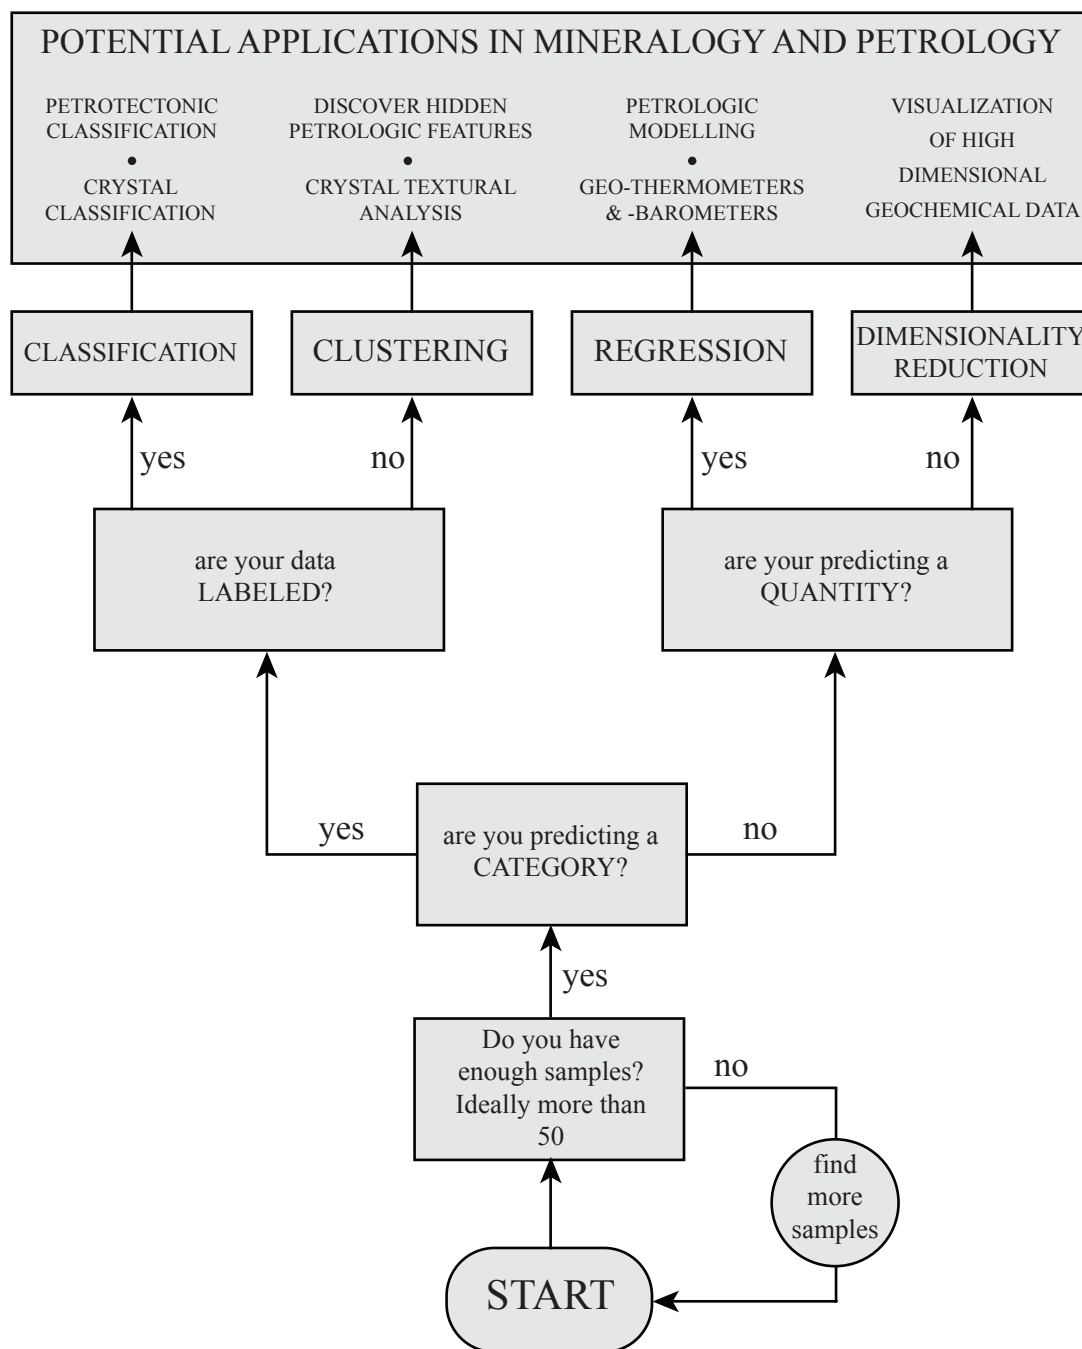 POTENTIAL APPLICATIONS IN MINERALOGY AND PETROLOGY
PETROTECTONIC
CLASSIFICATION
•
CRYSTAL
CLASSIFICATION
DISCOVER HIDDEN
PETROLOGIC FEATURES
•
CRYSTAL TEXTURAL
ANALYSIS
PETROLOGIC
MODELLING
•
GEO-THERMOMETERS
& -BAROMETERS
VISUALIZATION
OF HIGH
DIMENSIONAL
GEOCHEMICAL DATA
CLASSIFICATION
CLUSTERING
REGRESSION
DIMENSIONALITY
REDUCTION
yes
no
yes
no
are your data
LABELED?
are your predicting a
QUANTITY?
yes
are you predicting a
CATEGORY?
no
yes
Do you have
enough samples?
Ideally more than
50
no
find
more
samples
START